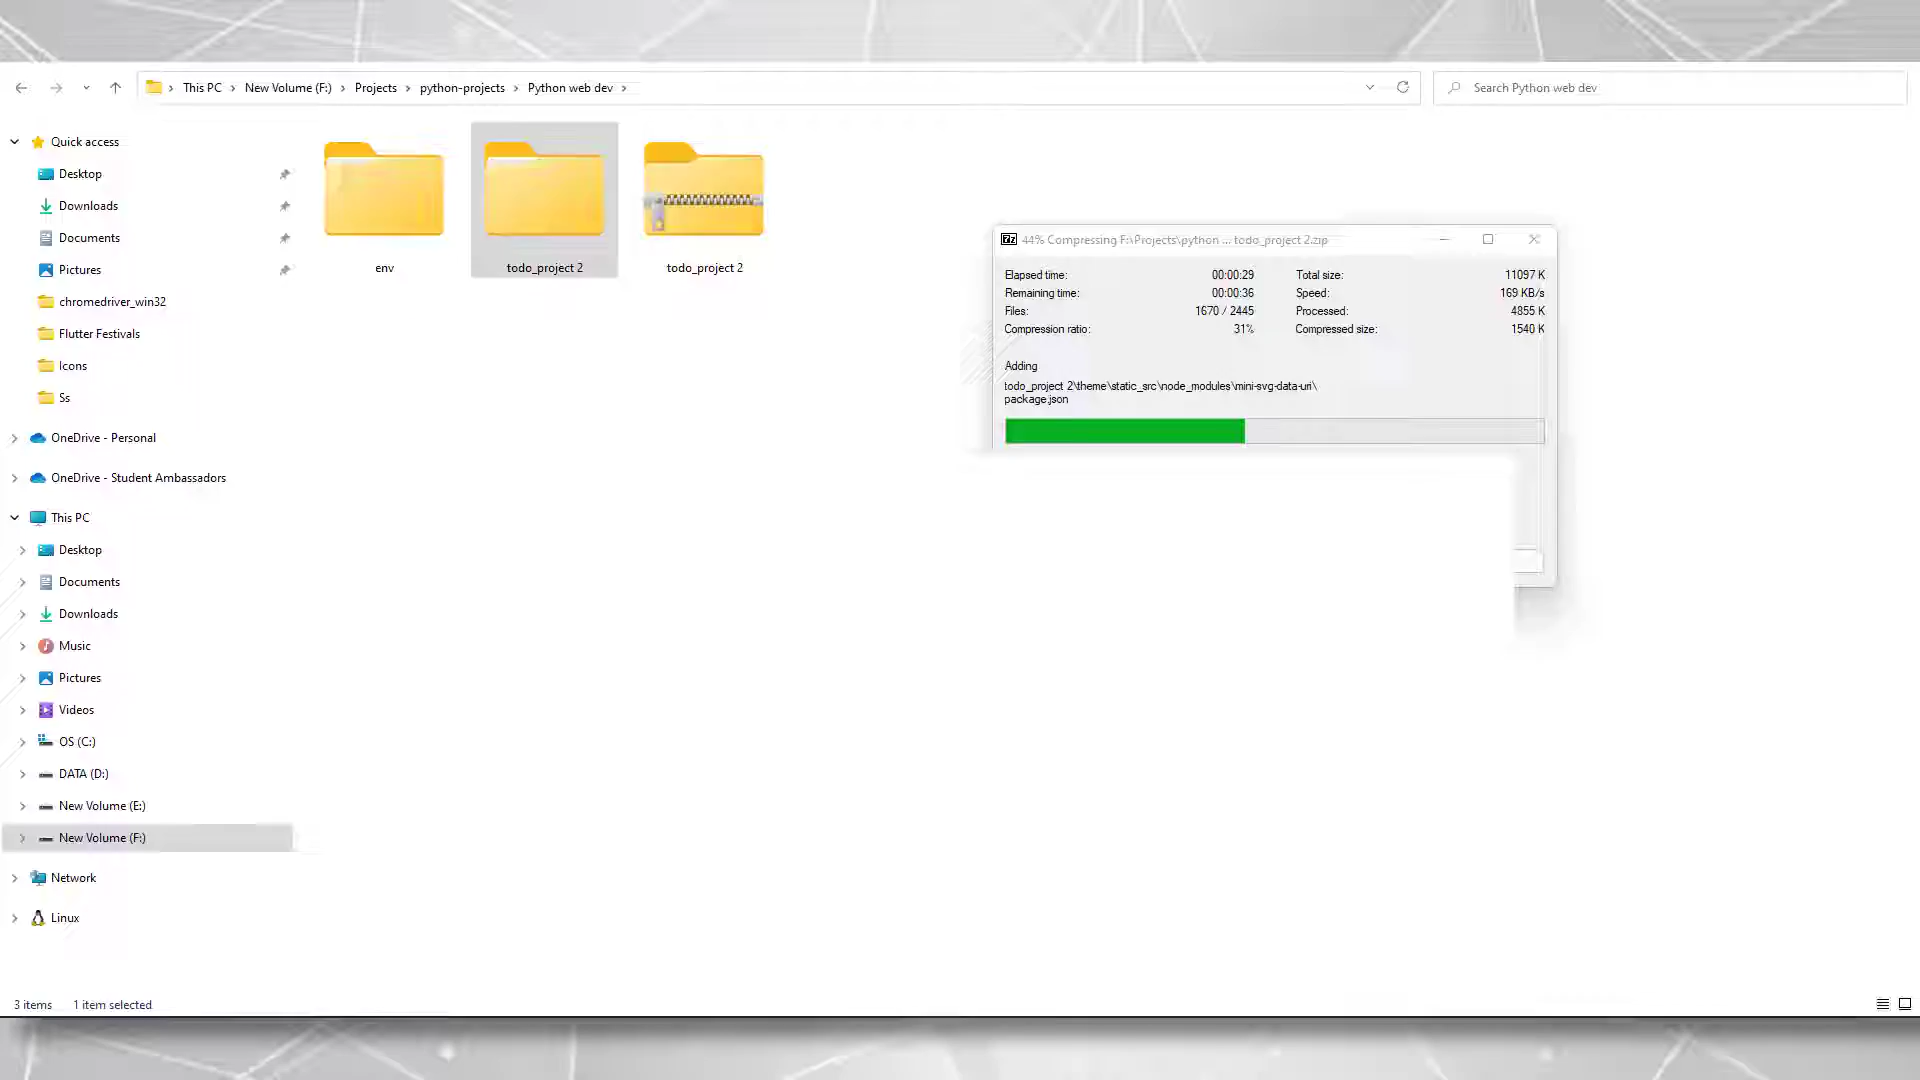 This PC > New Volume (F:) > Projects > python-projects > Python web dev >
Search Python web dev
Quick access
Desktop
Downloads
Documents
Pictures
chromedriver_win32
Flutter Festivals
Icons
Ss
OneDrive - Personal
OneDrive - Student Ambassadors
This PC
Desktop
Documents
Downloads
Music
Pictures
Videos
OS (C:)
DATA (D:)
New Volume (E:)
New Volume (F:)
Network
Linux
env
todo_project 2
todo_project 2
7z 44% Compressing F:\Projects\python ... todo_project 2.zip
Elapsed time: 00:00:29 Total size: 11097 K
Remaining time: 00:00:36 Speed: 169 KB/s
Files: 1670 / 2445 Processed: 4855 K
Compression ratio: 31% Compressed size: 1540 K
Adding
todo_project 2\theme\static_src\node_modules\mini-svg-data-uri\
package.json
3 items 1 item selected